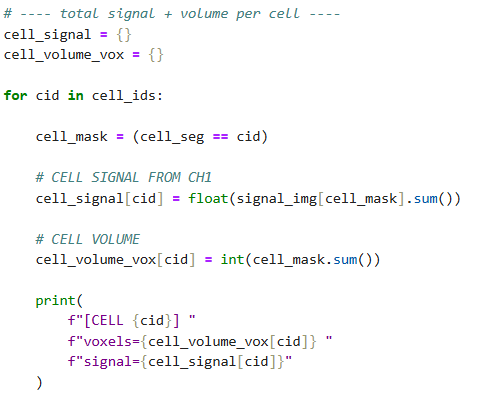 # ---- total signal + volume per cell ----
cell_signal = {}
cell_volume_vox = {}

for cid in cell_ids:

    cell_mask = (cell_seg == cid)

    # CELL SIGNAL FROM CH1
    cell_signal[cid] = float(signal_img[cell_mask].sum())

    # CELL VOLUME
    cell_volume_vox[cid] = int(cell_mask.sum())

    print(
        f"[CELL {cid}] "
        f"voxels={cell_volume_vox[cid]} "
        f"signal={cell_signal[cid]}"
    )